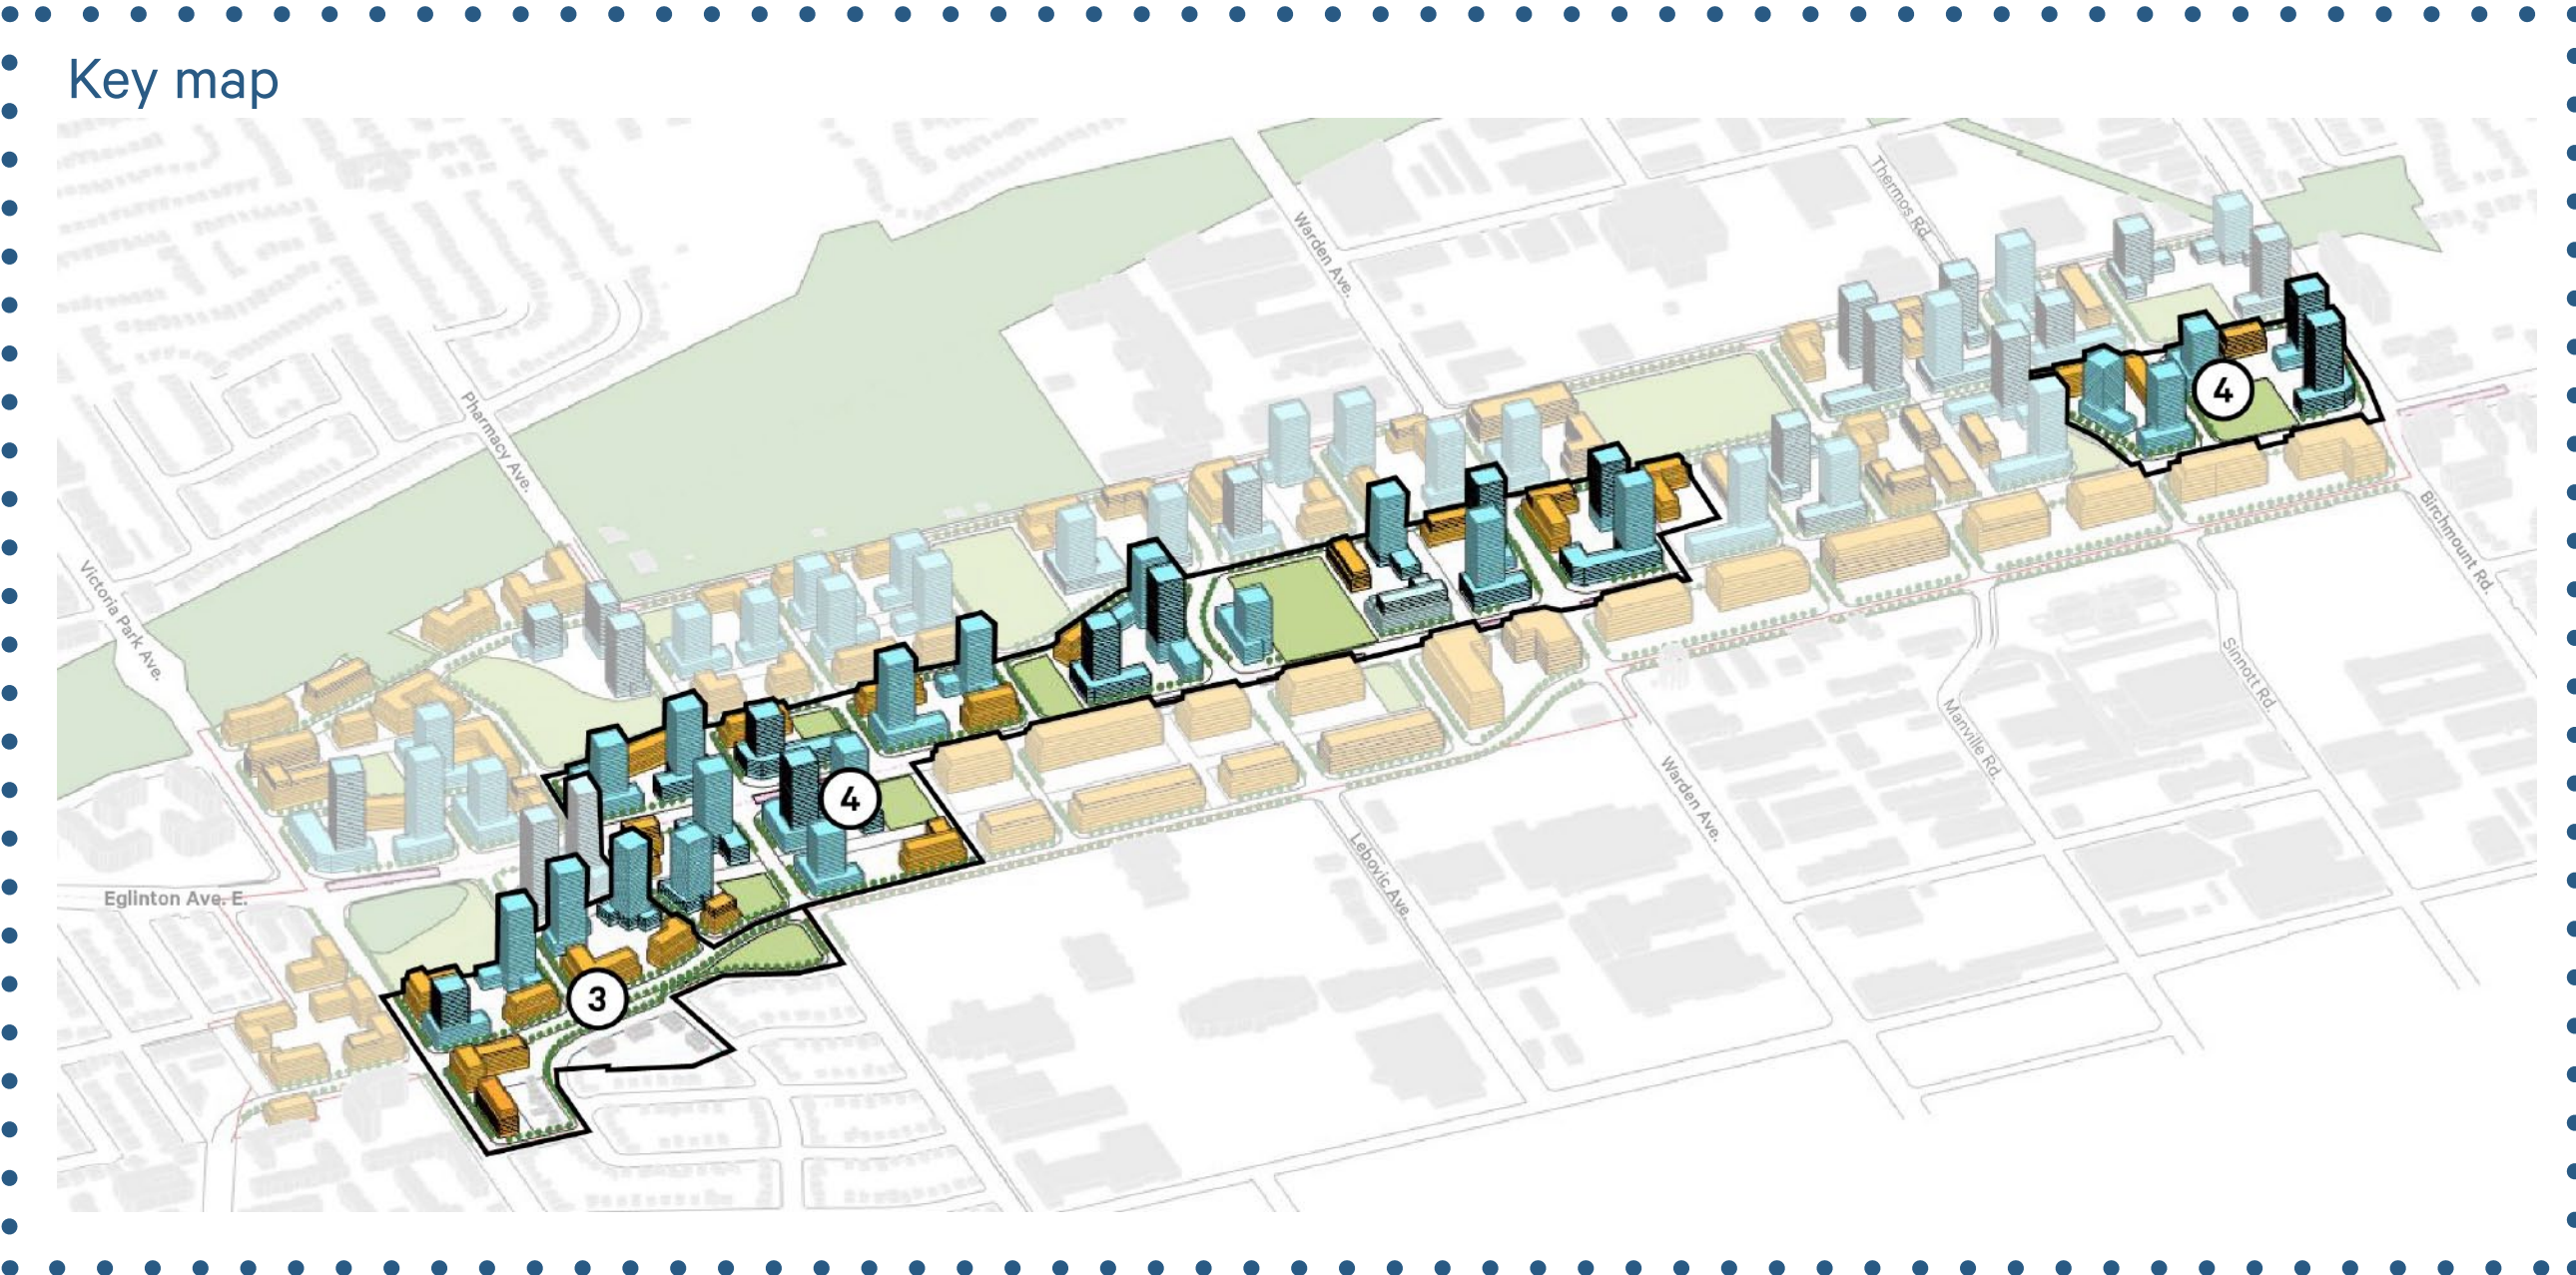 Key map
Thermos Rd.
Warden Ave.
4
Pharmacy Ave.
Birchmount Rd.
Victoria Park Ave.
Sinnott Rd.
Manville Rd.
4
Warden Ave.
Lebovic Ave.
Eglinton Ave. E.
3